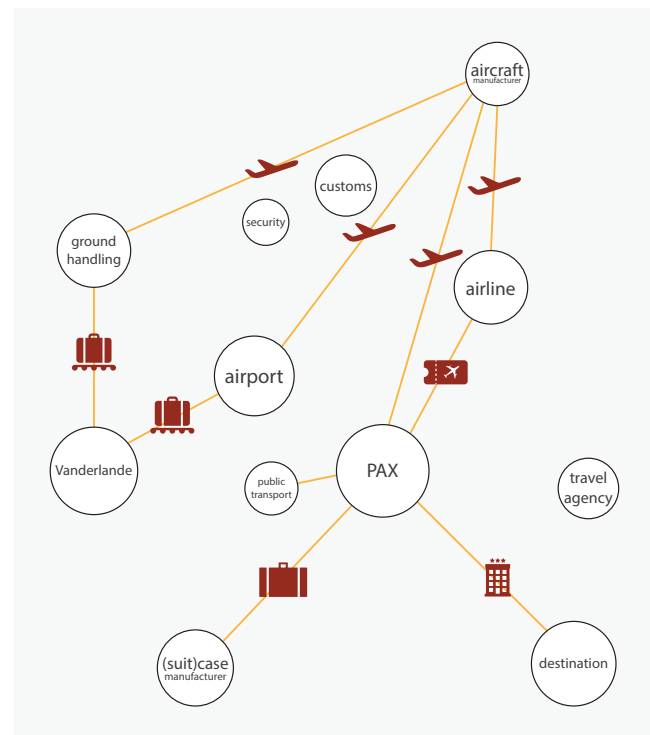 aircraft
manufacturer
customs
security
ground
handling
airline
airport
Vanderlande
PAX
public
transport
travel
agency
(suit)case
manufacturer
destination